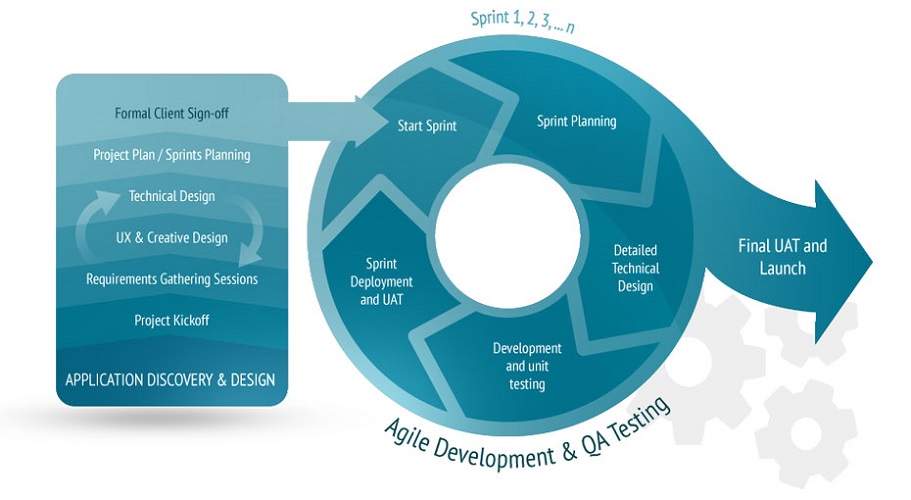 Sprint 1, 2, 3, ... n
Formal Client Sign-off
Project Plan / Sprints Planning
Technical Design
UX & Creative Design
Requirements Gathering Sessions
Project Kickoff
APPLICATION DISCOVERY & DESIGN
Start Sprint
Sprint Planning
Detailed
Technical
Design
Development
and unit
testing
Sprint
Deployment
and UAT
Agile Development & QA Testing
Final UAT and
Launch